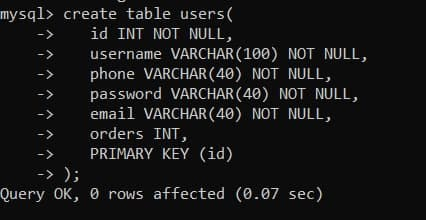 mysql> create table users(
    ->     id INT NOT NULL,
    ->     username VARCHAR(100) NOT NULL,
    ->     phone VARCHAR(40) NOT NULL,
    ->     password VARCHAR(40) NOT NULL,
    ->     email VARCHAR(40) NOT NULL,
    ->     orders INT,
    ->     PRIMARY KEY (id)
    -> );
Query OK, 0 rows affected (0.07 sec)